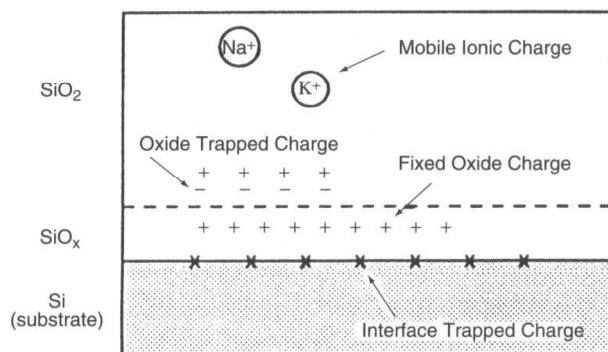 Na+
Mobile Ionic Charge
K+
SiO2
Oxide Trapped Charge
+ + + +
Fixed Oxide Charge
– – – –
+ + + + + + + + +
SiOx
Si
(substrate)
Interface Trapped Charge